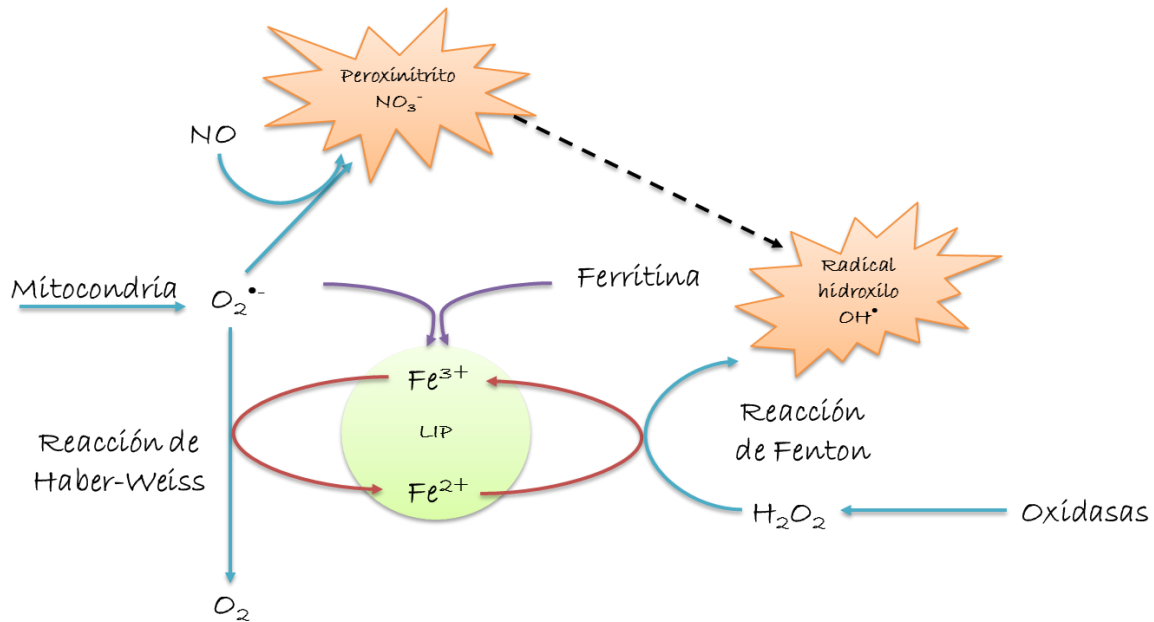 Peroxinitrito
NO₃⁻
NO
Mitocondria
O₂•⁻
Ferritina
Radical
hidroxilo
OH•
Fe³⁺
LIP
Fe²⁺
Reacción de
Haber-Weiss
Reacción
de Fenton
H₂O₂
Oxidasas
O₂